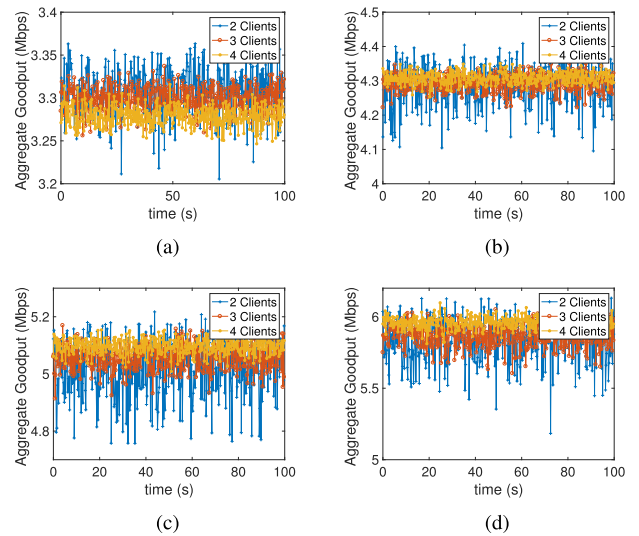 3.4
3.35
3.3
3.25
3.2
Aggregate Goodput (Mbps)
2 Clients
3 Clients
4 Clients
0 50 100
time (s)
(a)
4.5
4.4
4.3
4.2
4.1
4
Aggregate Goodput (Mbps)
2 Clients
3 Clients
4 Clients
0 20 40 60 80 100
time (s)
(b)
5.2
5
4.8
Aggregate Goodput (Mbps)
2 Clients
3 Clients
4 Clients
0 20 40 60 80 100
time (s)
(c)
6
5.5
5
Aggregate Goodput (Mbps)
2 Clients
3 Clients
4 Clients
0 20 40 60 80 100
time (s)
(d)